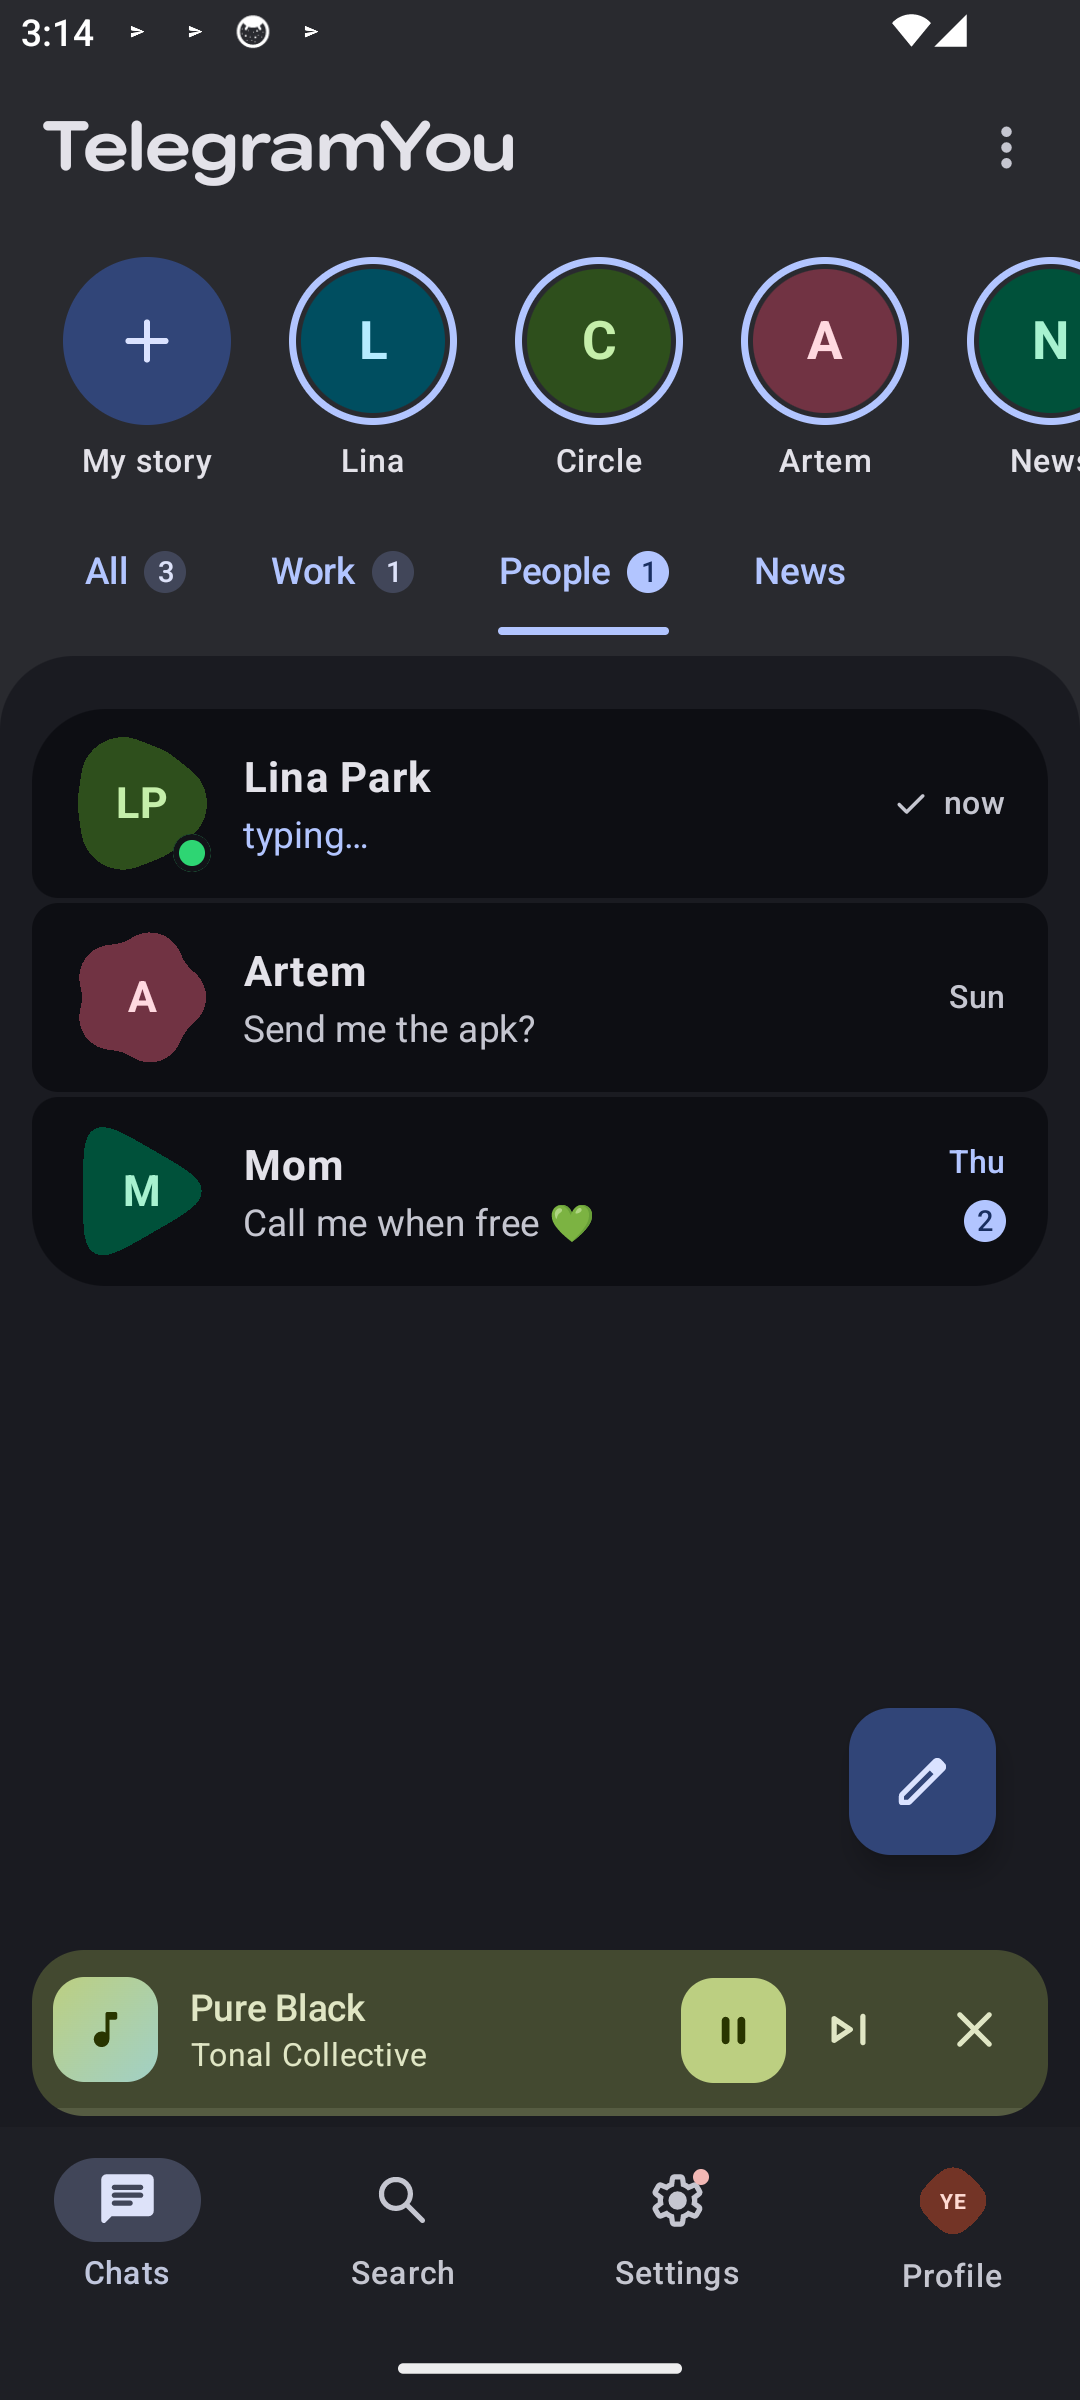 3:14
TelegramYou
L
C
A
N
My story
Lina
Circle
Artem
News
All 3
Work 1
People 1
News
LP
Lina Park
now
typing…
A
Artem
Sun
Send me the apk?
M
Mom
Thu
Call me when free 💚
2
Pure Black
Tonal Collective
YE
Chats
Search
Settings
Profile